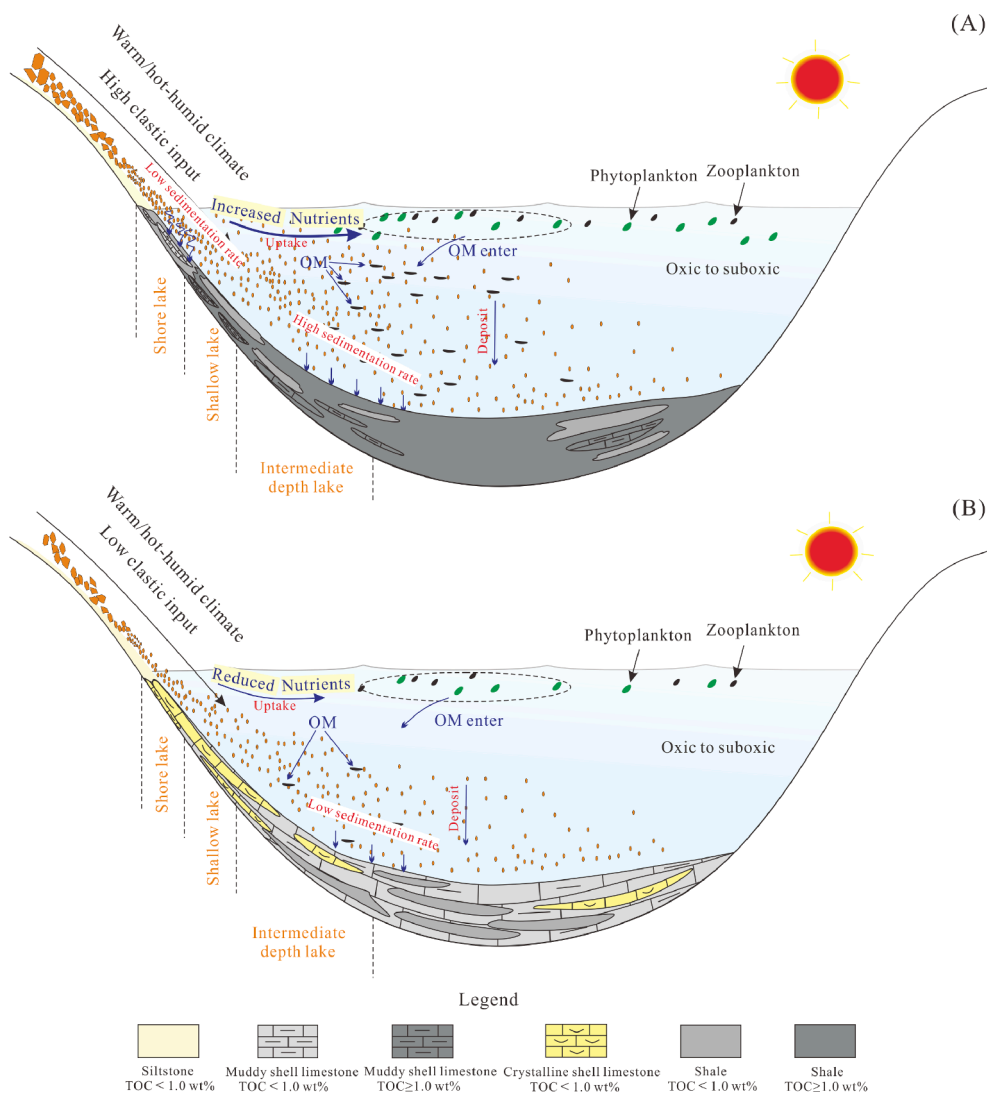 (A)
Warm/hot-humid climate
High clastic input
Low sedimentation rate
Increased Nutrients
Uptake
Phytoplankton
Zooplankton
OM
OM enter
Oxic to suboxic
High sedimentation rate
Deposit
Shore lake
Shallow lake
Intermediate
depth lake
(B)
Warm/hot-humid climate
Low clastic input
Reduced Nutrients
Uptake
Phytoplankton
Zooplankton
OM
OM enter
Oxic to suboxic
Low sedimentation rate
Deposit
Shore lake
Shallow lake
Intermediate
depth lake
Legend
Siltstone
TOC < 1.0 wt%
Muddy shell limestone
TOC < 1.0 wt%
Muddy shell limestone
TOC≥1.0 wt%
Crystalline shell limestone
TOC < 1.0 wt%
Shale
TOC < 1.0 wt%
Shale
TOC≥1.0 wt%